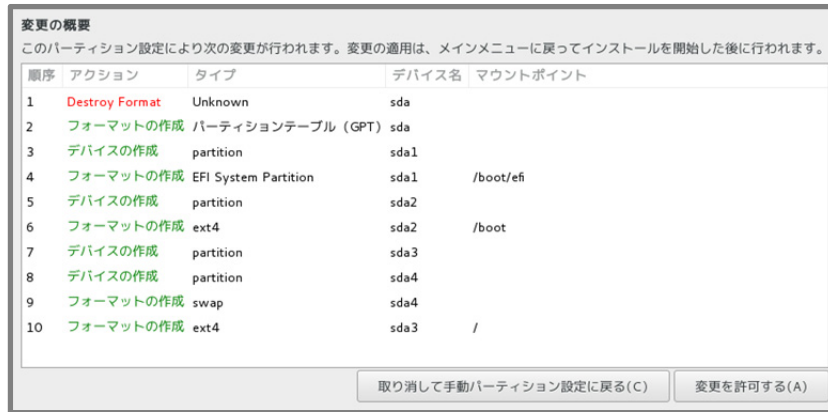 変更の概要
このパーティション設定により次の変更が行われます。変更の適用は、メインメニューに戻ってインストールを開始した後に行われます。
順序 アクション タイプ デバイス名 マウントポイント
1 Destroy Format Unknown sda
2 フォーマットの作成 パーティションテーブル（GPT） sda
3 デバイスの作成 partition sda1
4 フォーマットの作成 EFI System Partition sda1 /boot/efi
5 デバイスの作成 partition sda2
6 フォーマットの作成 ext4 sda2 /boot
7 デバイスの作成 partition sda3
8 デバイスの作成 partition sda4
9 フォーマットの作成 swap sda4
10 フォーマットの作成 ext4 sda3 /
取り消して手動パーティション設定に戻る(C) 変更を許可する(A)